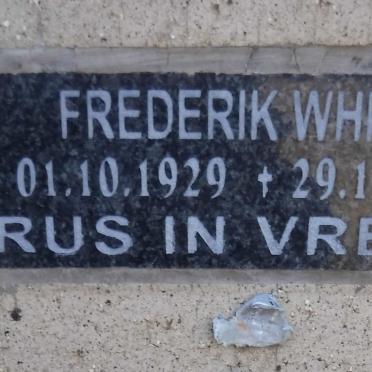 FREDERIK WH
01.10.1929 ✝ 29.1
RUS IN VRE